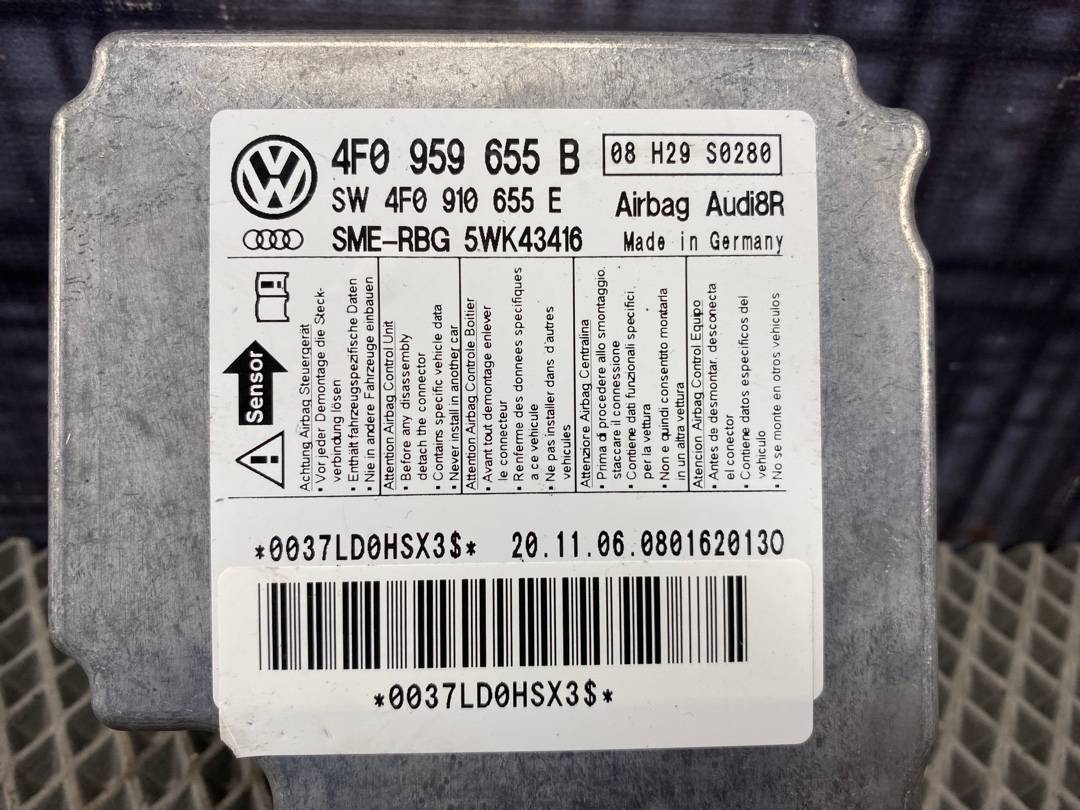 4F0 959 655 B
08 H29 S0280
SW 4F0 910 655 E
Airbag Audi8R
SME-RBG 5WK43416
Made in Germany
Sensor
Achtung Airbag Steuergerät
• Vor jeder Demontage die Steck-
verbindung lösen
• Enthält fahrzeugspezifische Daten
• Nie in andere Fahrzeuge einbauen
Attention Airbag Control Unit
• Before any disassembly
detach the connector
• Contains specific vehicle data
• Never install in another car
Attention Airbag Controle Boitier
• Avant tout demontage enlever
le connecteur
• Renferme des donnees specifiques
a ce vehicule
• Ne pas installer dans d'autres
vehicules
Attenzione Airbag Centralina
• Prima di procedere allo smontaggio.
staccare il connessione
• Contiene dati funzionali specifici.
per la vettura
• Non e quindi consentito montarla
in un altra vettura
Atencion Airbag Control Equipo
• Antes de desmontar, desconecta
el conector
• Contiene datos especificos del
vehiculo
• No se monte en otros vehiculos
*0037LD0HSX3$* 20.11.06.0801620130
*0037LD0HSX3$*